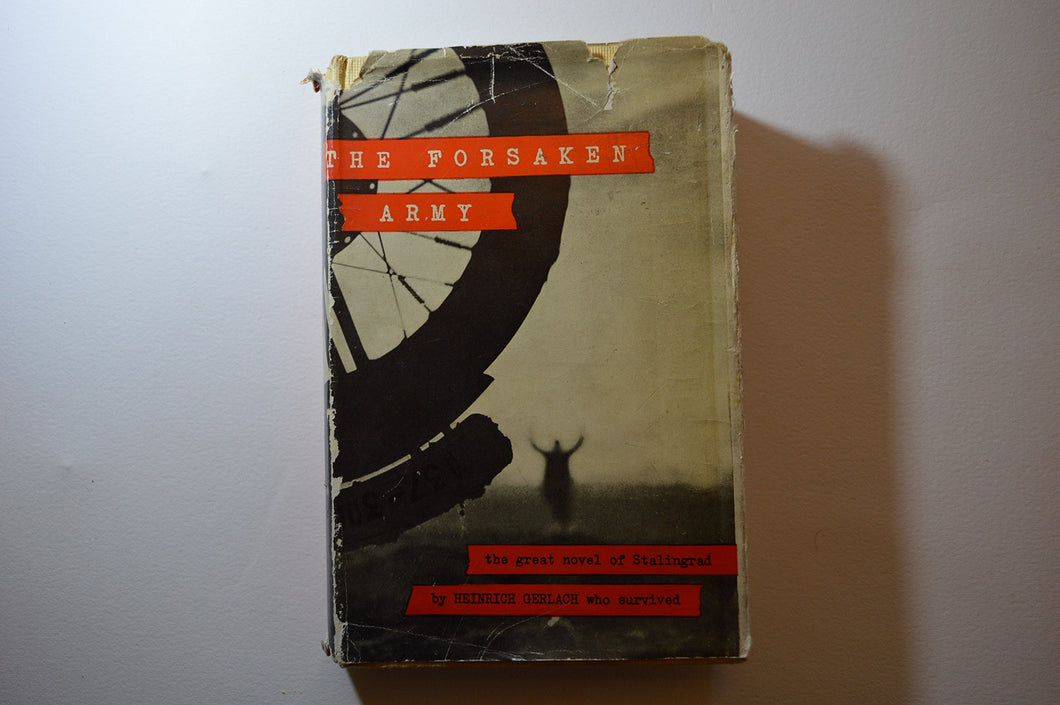 THE FORSAKEN
ARMY
the great novel of Stalingrad
by HEINRICH GERLACH who survived